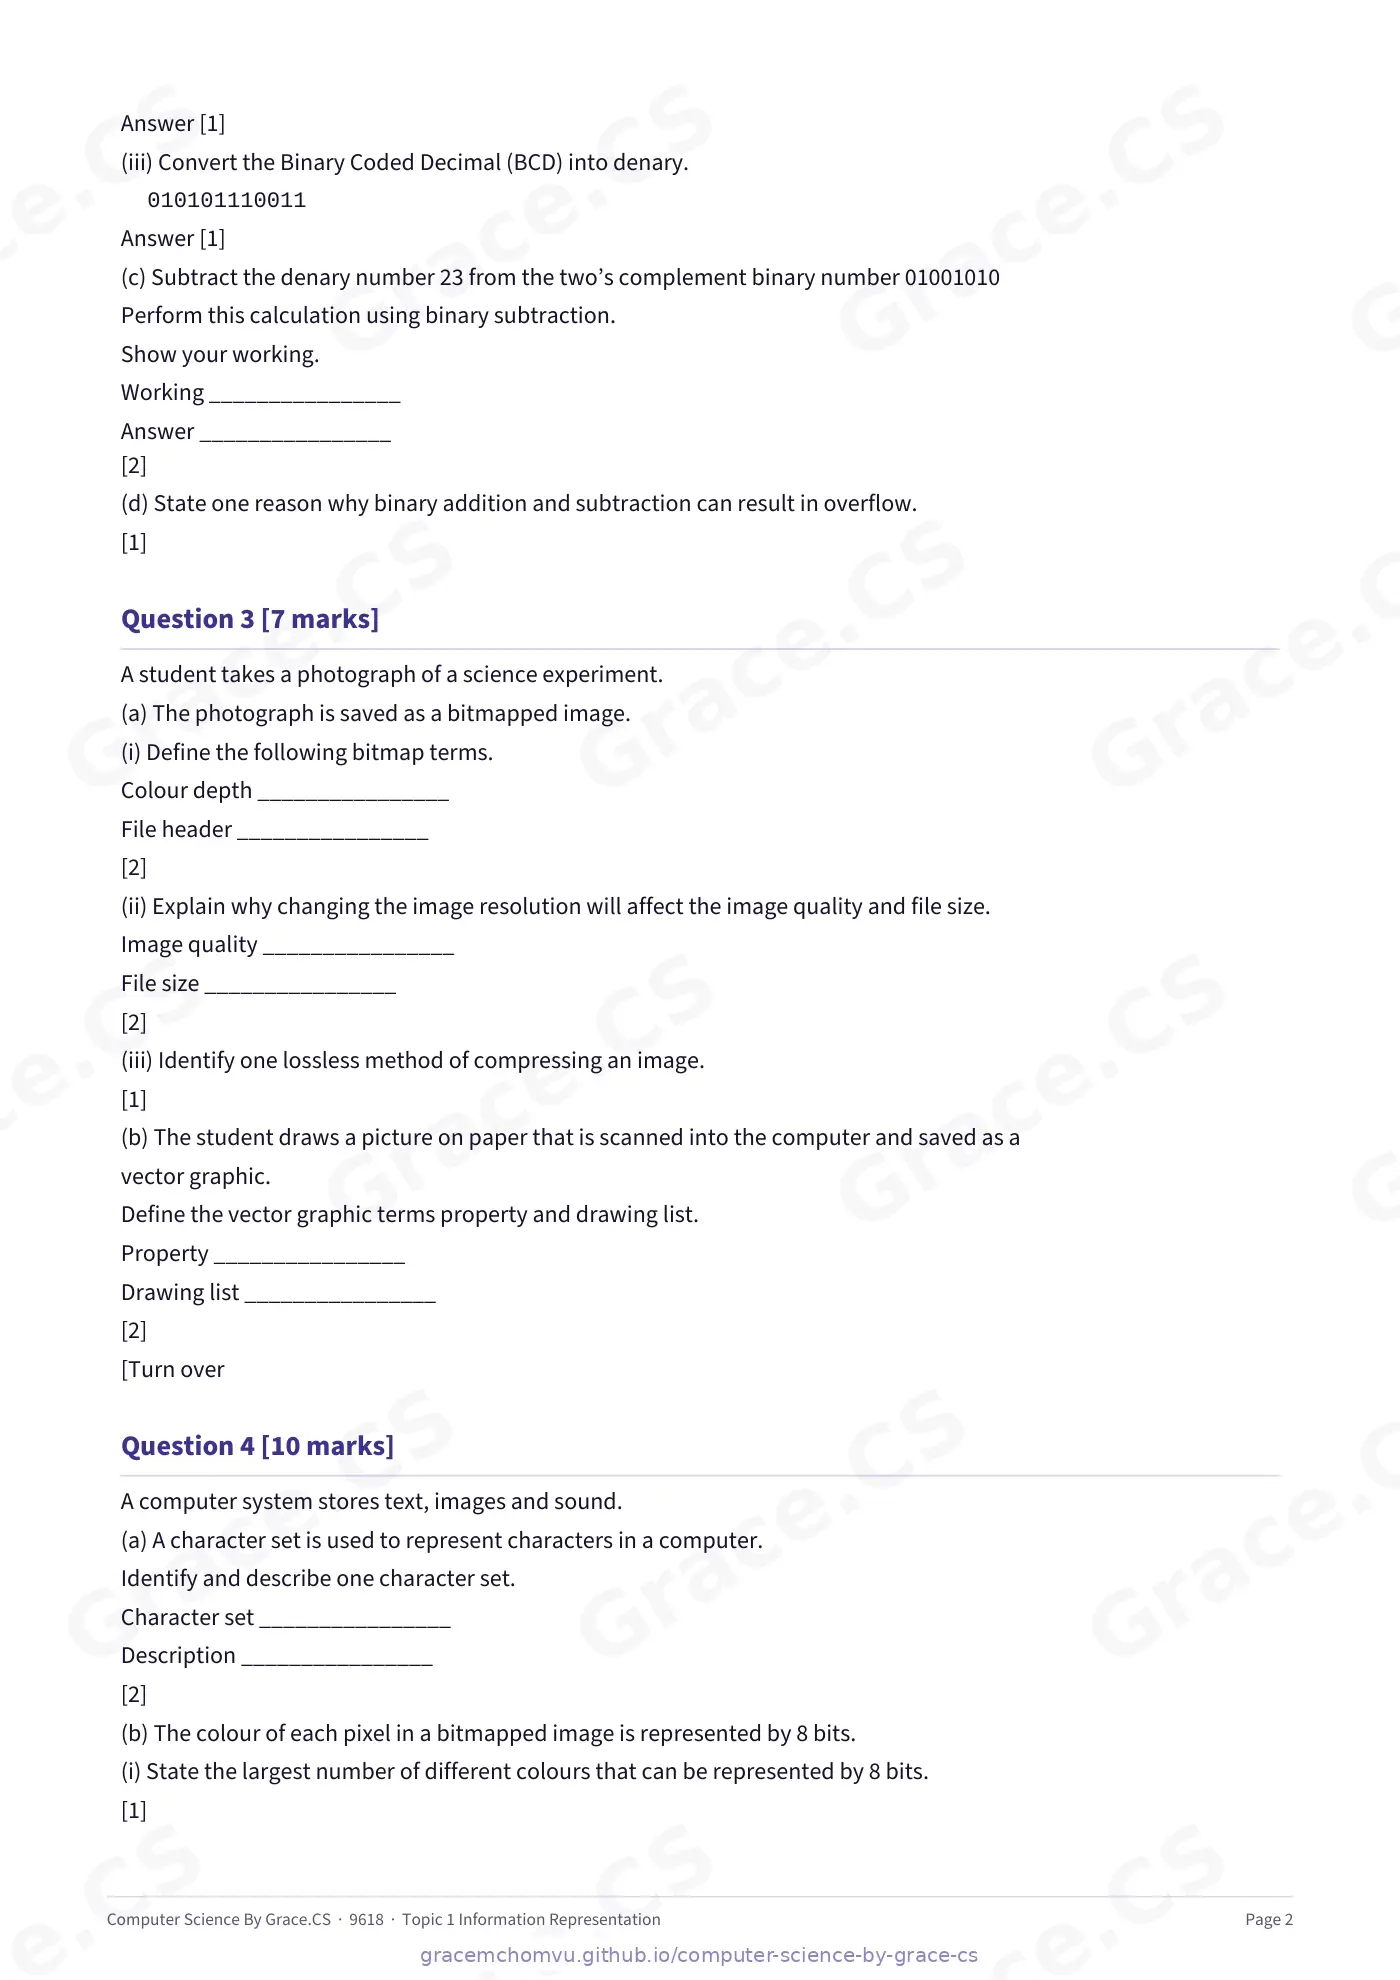 Answer [1]
(iii) Convert the Binary Coded Decimal (BCD) into denary.
010101110011
Answer [1]
(c) Subtract the denary number 23 from the two’s complement binary number 01001010
Perform this calculation using binary subtraction.
Show your working.
Working ________________
Answer ________________
[2]
(d) State one reason why binary addition and subtraction can result in overflow.
[1]
Question 3 [7 marks]
A student takes a photograph of a science experiment.
(a) The photograph is saved as a bitmapped image.
(i) Define the following bitmap terms.
Colour depth ________________
File header ________________
[2]
(ii) Explain why changing the image resolution will affect the image quality and file size.
Image quality ________________
File size ________________
[2]
(iii) Identify one lossless method of compressing an image.
[1]
(b) The student draws a picture on paper that is scanned into the computer and saved as a
vector graphic.
Define the vector graphic terms property and drawing list.
Property ________________
Drawing list ________________
[2]
[Turn over
Question 4 [10 marks]
A computer system stores text, images and sound.
(a) A character set is used to represent characters in a computer.
Identify and describe one character set.
Character set ________________
Description ________________
[2]
(b) The colour of each pixel in a bitmapped image is represented by 8 bits.
(i) State the largest number of different colours that can be represented by 8 bits.
[1]
Computer Science By Grace.CS · 9618 · Topic 1 Information Representation
Page 2
gracemchomvu.github.io/computer-science-by-grace-cs